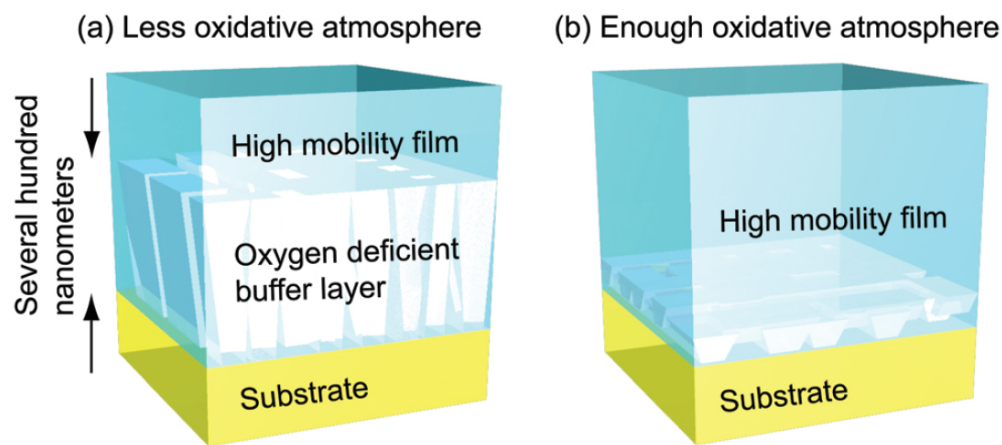 (a) Less oxidative atmosphere
(b) Enough oxidative atmosphere
Several hundred
nanometers
High mobility film
Oxygen deficient
buffer layer
Substrate
High mobility film
Substrate